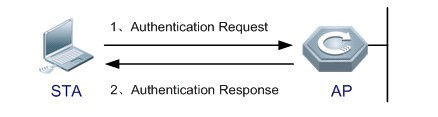 1、Authentication Request
STA
AP
2、Authentication Response